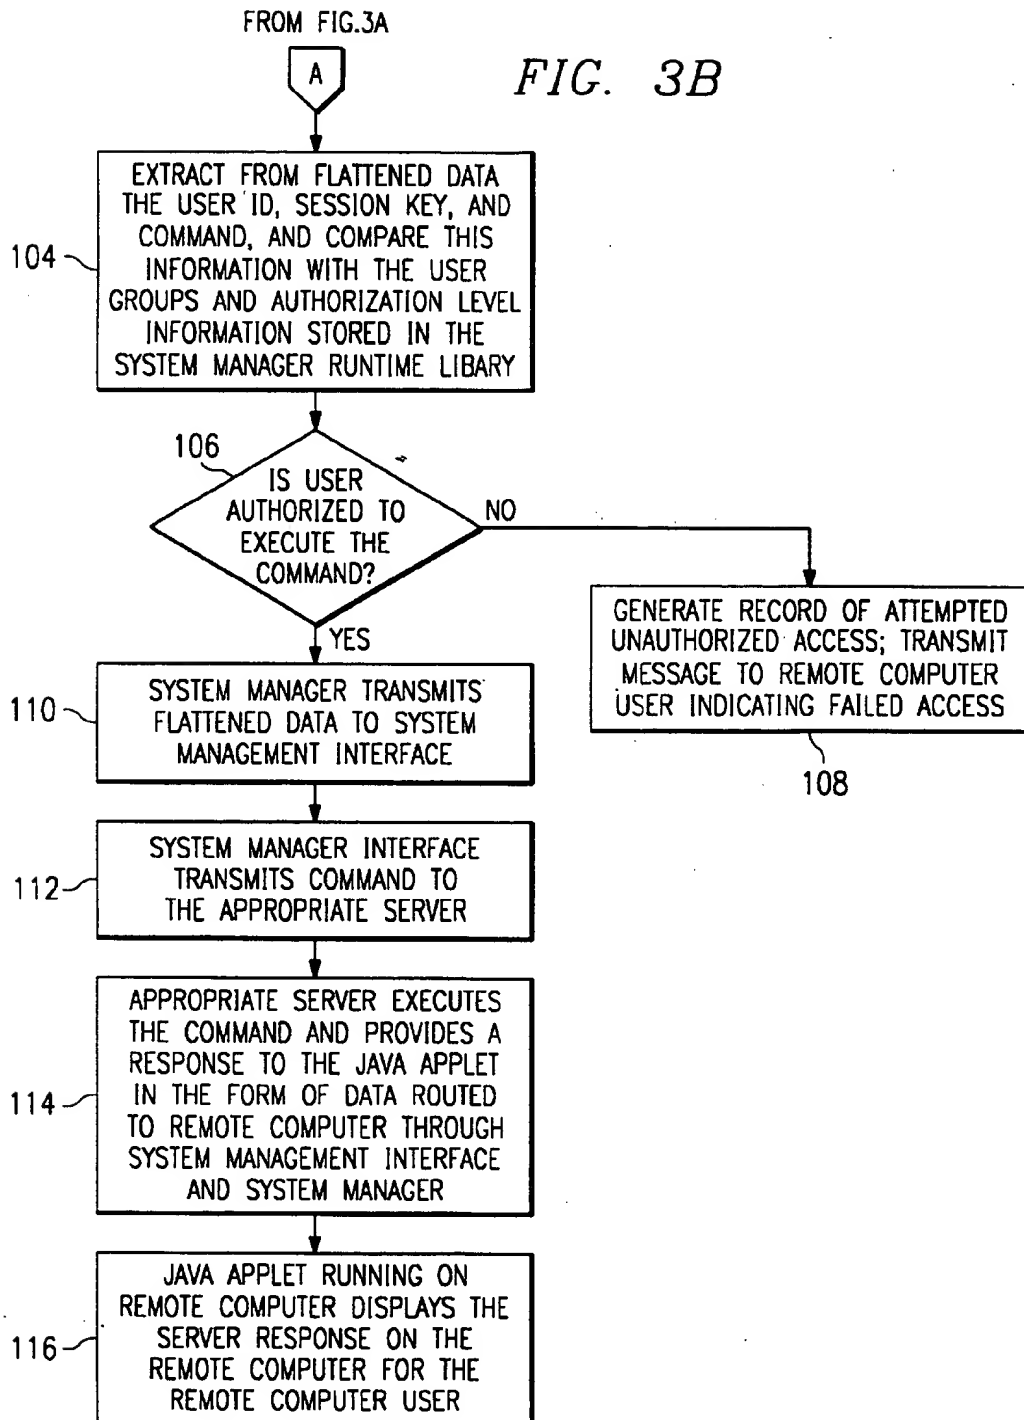 FROM FIG.3A
A
FIG. 3B
104
EXTRACT FROM FLATTENED DATA
THE USER ID, SESSION KEY, AND
COMMAND, AND COMPARE THIS
INFORMATION WITH THE USER
GROUPS AND AUTHORIZATION LEVEL
INFORMATION STORED IN THE
SYSTEM MANAGER RUNTIME LIBARY
106
IS USER
AUTHORIZED TO
EXECUTE THE
COMMAND?
NO
YES
GENERATE RECORD OF ATTEMPTED
UNAUTHORIZED ACCESS; TRANSMIT
MESSAGE TO REMOTE COMPUTER
USER INDICATING FAILED ACCESS
108
110
SYSTEM MANAGER TRANSMITS
FLATTENED DATA TO SYSTEM
MANAGEMENT INTERFACE
112
SYSTEM MANAGER INTERFACE
TRANSMITS COMMAND TO
THE APPROPRIATE SERVER
114
APPROPRIATE SERVER EXECUTES
THE COMMAND AND PROVIDES A
RESPONSE TO THE JAVA APPLET
IN THE FORM OF DATA ROUTED
TO REMOTE COMPUTER THROUGH
SYSTEM MANAGEMENT INTERFACE
AND SYSTEM MANAGER
116
JAVA APPLET RUNNING ON
REMOTE COMPUTER DISPLAYS THE
SERVER RESPONSE ON THE
REMOTE COMPUTER FOR THE
REMOTE COMPUTER USER